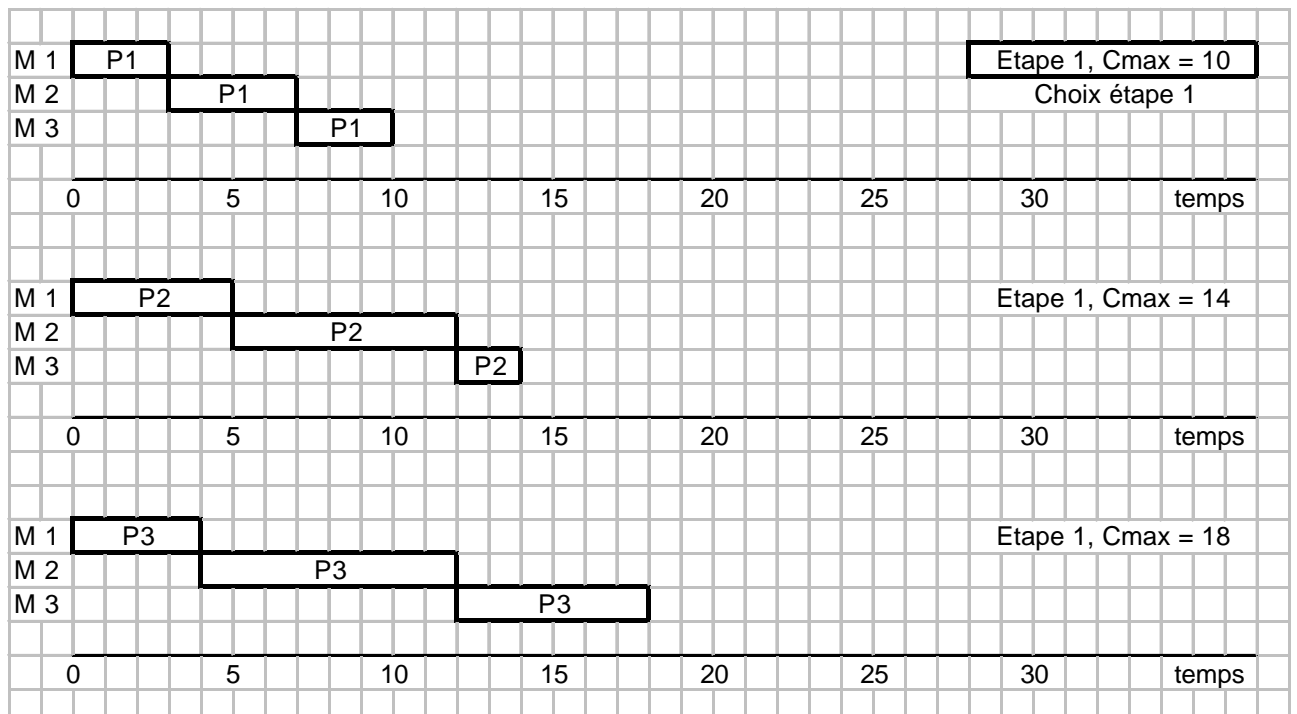 M 1 P1 Etape 1, Cmax = 10
M 2 P1 Choix étape 1
M 3 P1
0 5 10 15 20 25 30 temps
M 1 P2 Etape 1, Cmax = 14
M 2 P2
M 3 P2
0 5 10 15 20 25 30 temps
M 1 P3 Etape 1, Cmax = 18
M 2 P3
M 3 P3
0 5 10 15 20 25 30 temps